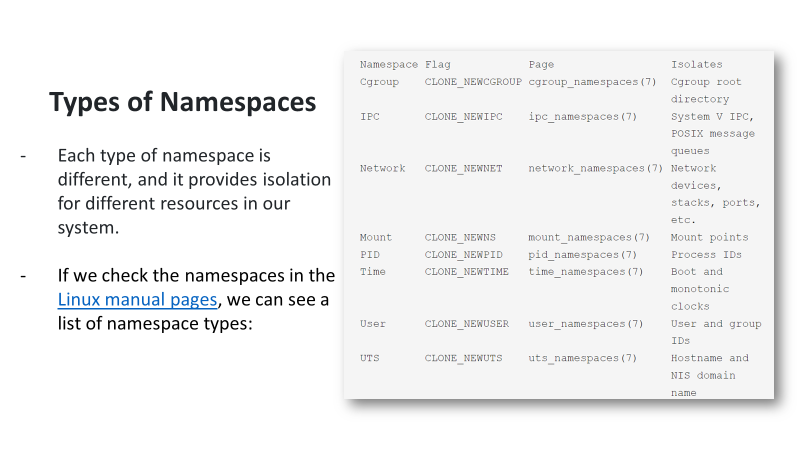 Types of Namespaces
- Each type of namespace is
different, and it provides isolation
for different resources in our
system.
- If we check the namespaces in the
Linux manual pages, we can see a
list of namespace types:
Namespace Flag Page Isolates
Cgroup CLONE_NEWCGROUP cgroup_namespaces(7) Cgroup root
directory
IPC CLONE_NEWIPC ipc_namespaces(7) System V IPC,
POSIX message
queues
Network CLONE_NEWNET network_namespaces(7) Network
devices,
stacks, ports,
etc.
Mount CLONE_NEWNS mount_namespaces(7) Mount points
PID CLONE_NEWPID pid_namespaces(7) Process IDs
Time CLONE_NEWTIME time_namespaces(7) Boot and
monotonic
clocks
User CLONE_NEWUSER user_namespaces(7) User and group
IDs
UTS CLONE_NEWUTS uts_namespaces(7) Hostname and
NIS domain
name